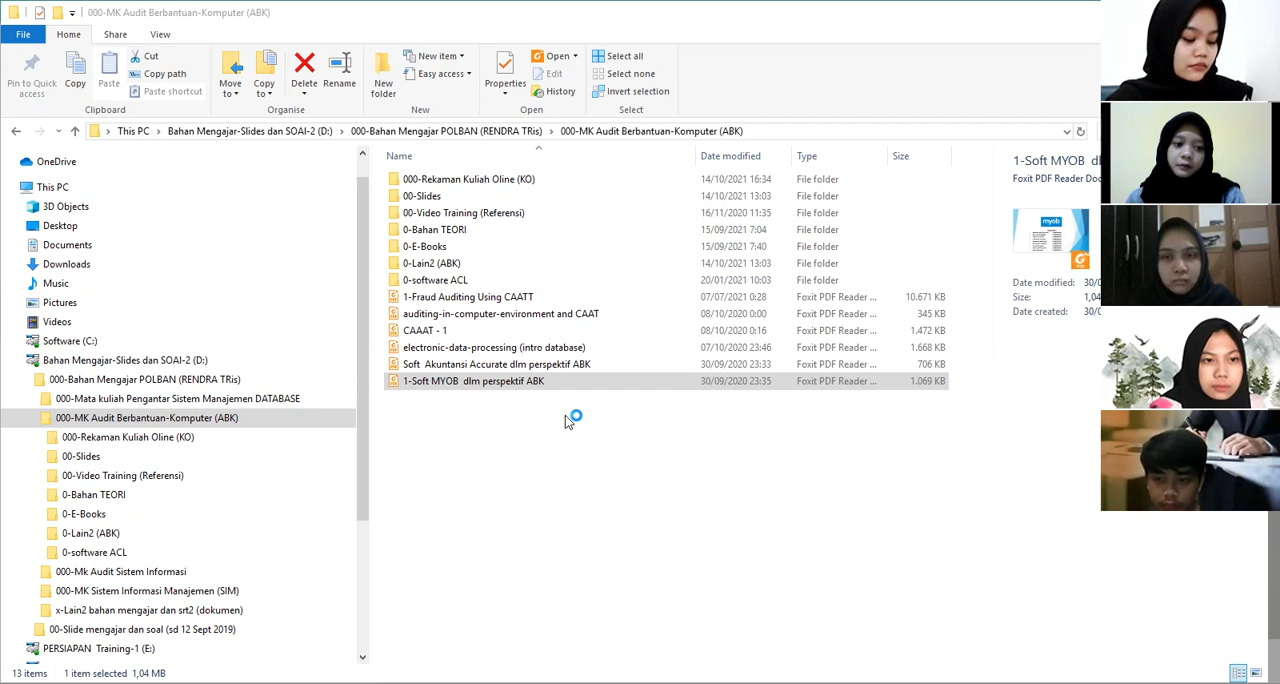 000-MK Audit Berbantuan-Komputer (ABK)
File Home Share View
Pin to Quick access
Copy
Paste
Cut
Copy path
Paste shortcut
Clipboard
Move to
Copy to
Delete
Rename
Organise
New folder
New item
Easy access
New
Properties
Open
Edit
History
Open
Select all
Select none
Invert selection
Select
This PC > Bahan Mengajar-Slides dan SOAI-2 (D:) > 000-Bahan Mengajar POLBAN (RENDRA TRis) > 000-MK Audit Berbantuan-Komputer (ABK)
OneDrive
This PC
3D Objects
Desktop
Documents
Downloads
Music
Pictures
Videos
Software (C:)
Bahan Mengajar-Slides dan SOAI-2 (D:)
000-Bahan Mengajar POLBAN (RENDRA TRis)
000-Mata kuliah Pengantar Sistem Manajemen DATABASE
000-MK Audit Berbantuan-Komputer (ABK)
000-Rekaman Kuliah Oline (KO)
00-Slides
00-Video Training (Referensi)
0-Bahan TEORI
0-E-Books
0-Lain2 (ABK)
0-software ACL
000-Mk Audit Sistem Informasi
000-MK Sistem Informasi Manajemen (SIM)
x-Lain2 bahan mengajar dan srt2 (dokumen)
00-Slide mengajar dan soal (sd 12 Sept 2019)
PERSIAPAN Training-1 (E:)
Name Date modified Type Size
000-Rekaman Kuliah Oline (KO) 14/10/2021 16:34 File folder
00-Slides 14/10/2021 13:03 File folder
00-Video Training (Referensi) 16/11/2020 11:35 File folder
0-Bahan TEORI 15/09/2021 7:04 File folder
0-E-Books 15/09/2021 7:40 File folder
0-Lain2 (ABK) 14/10/2021 13:03 File folder
0-software ACL 20/01/2021 10:03 File folder
1-Fraud Auditing Using CAATT 07/07/2021 0:28 Foxit PDF Reader ... 10.671 KB
auditing-in-computer-environment and CAAT 08/10/2020 0:00 Foxit PDF Reader ... 345 KB
CAAAT - 1 08/10/2020 0:16 Foxit PDF Reader ... 1.472 KB
electronic-data-processing (intro database) 07/07/2021 23:46 Foxit PDF Reader ... 1.668 KB
Soft Akuntansi Accurate dlm perspektif ABK 30/09/2020 23:33 Foxit PDF Reader ... 706 KB
1-Soft MYOB dlm perspektif ABK 30/09/2020 23:35 Foxit PDF Reader ... 1.069 KB
1-Soft MYOB dl
Foxit PDF Reader Doc
myob
Date modified: 30/0
Size: 1,04
Date created: 30/0
13 items 1 item selected 1,04 MB